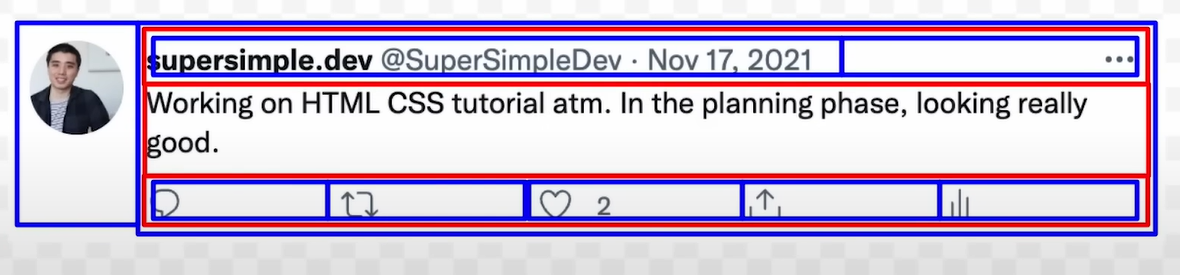 supersimple.dev @SuperSimpleDev · Nov 17, 2021
Working on HTML CSS tutorial atm. In the planning phase, looking really
good.
2